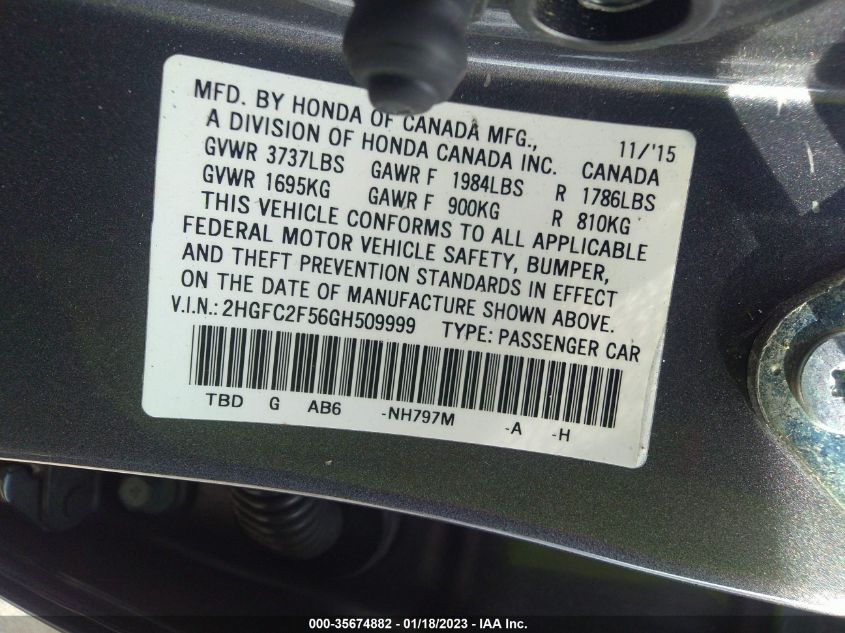 MFD. BY HONDA OF CANADA MFG., 11/'15
A DIVISION OF HONDA CANADA INC. CANADA
GVWR 3737LBS GAWR F 1984LBS R 1786LBS
GVWR 1695KG GAWR F 900KG R 810KG
THIS VEHICLE CONFORMS TO ALL APPLICABLE
FEDERAL MOTOR VEHICLE SAFETY, BUMPER,
AND THEFT PREVENTION STANDARDS IN EFFECT
ON THE DATE OF MANUFACTURE SHOWN ABOVE.
V.I.N.: 2HGFC2F56GH509999 TYPE: PASSENGER CAR
TBD G AB6 -NH797M -A -H
000-35674882 - 01/18/2023 - IAA Inc.